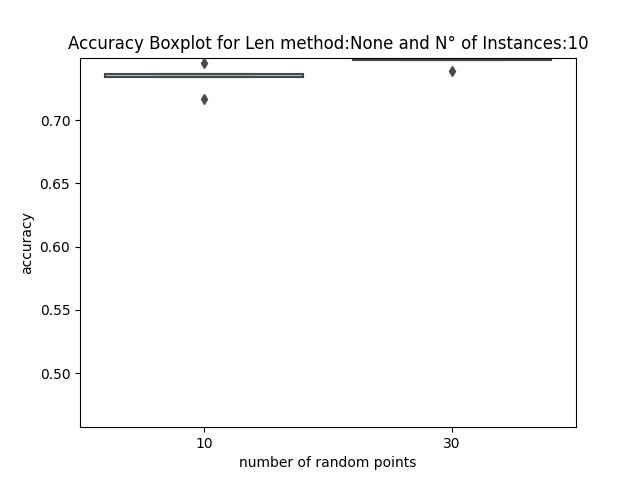 Accuracy Boxplot for Len method:None and N° of Instances:10
0.70
0.65
0.60
0.55
0.50
accuracy
10 30
number of random points